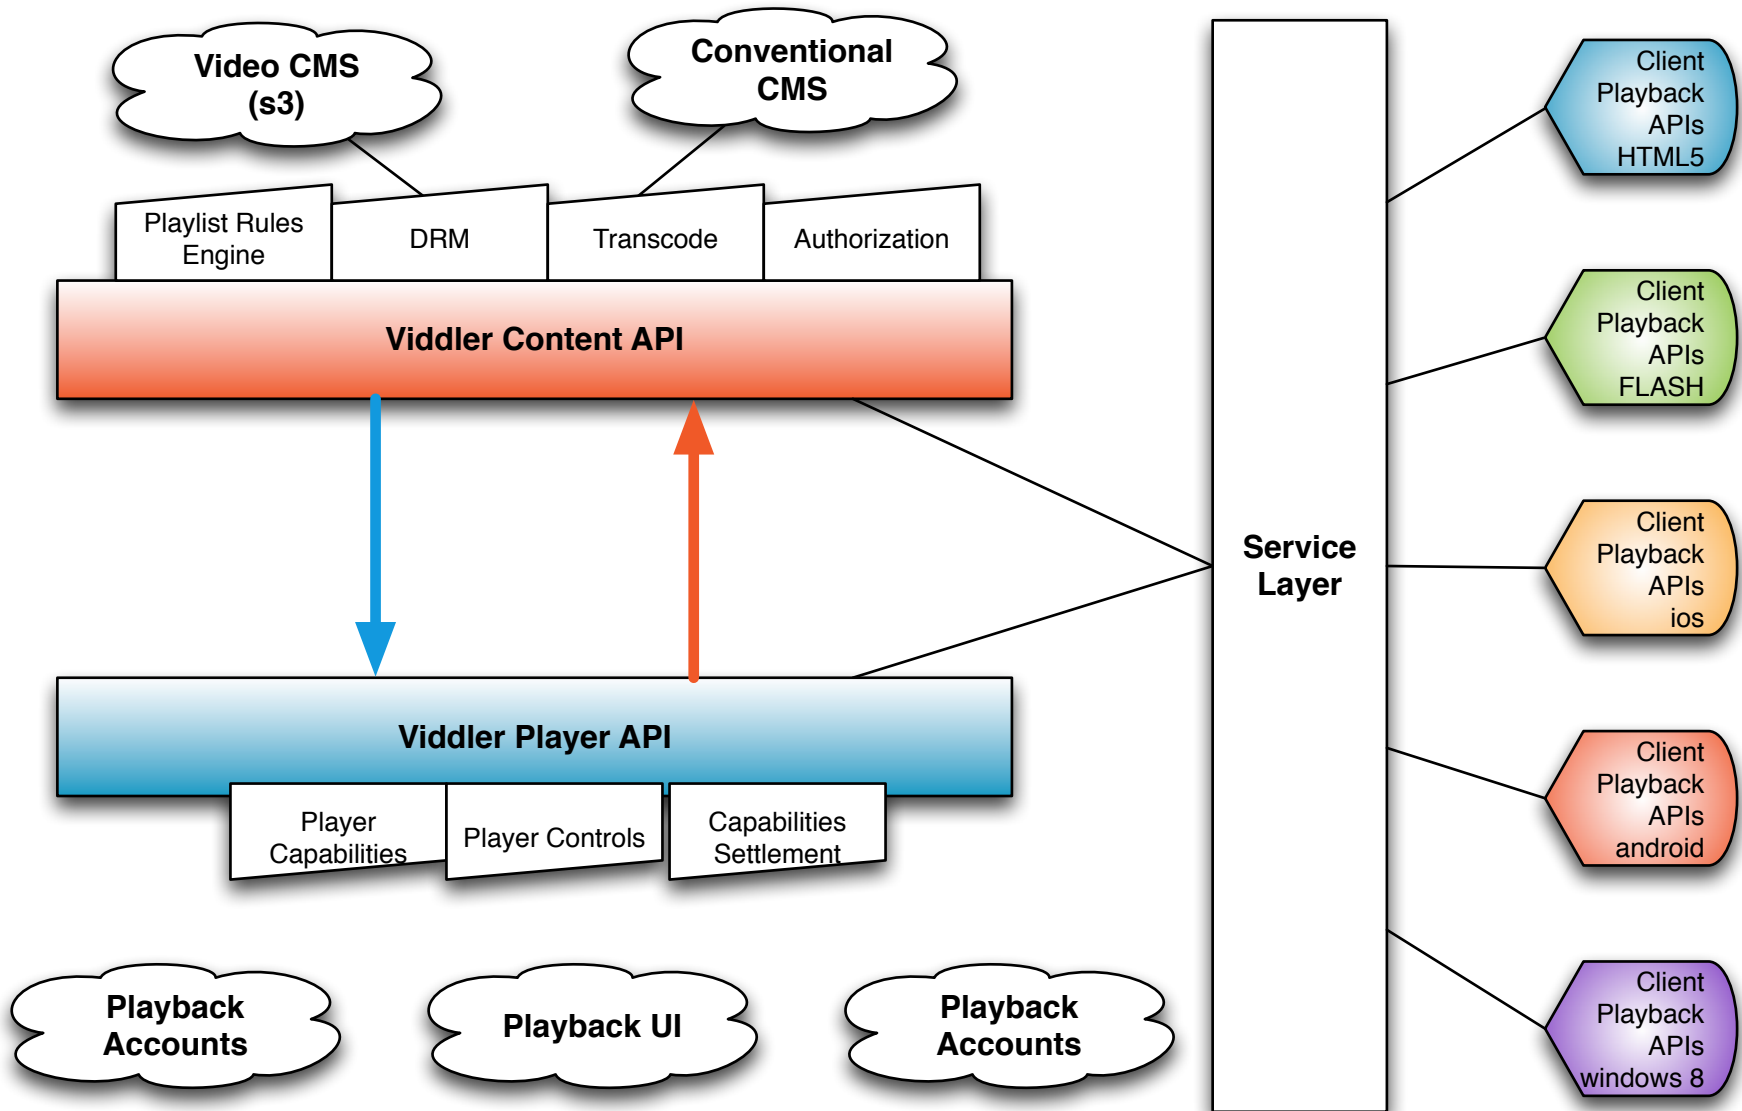 Video CMS
(s3)
Conventional
CMS
Playlist Rules
Engine
DRM
Transcode
Authorization
Viddler Content API
Viddler Player API
Player
Capabilities
Player Controls
Capabilities
Settlement
Playback
Accounts
Playback UI
Playback
Accounts
Service
Layer
Client
Playback
APIs
HTML5
Client
Playback
APIs
FLASH
Client
Playback
APIs
ios
Client
Playback
APIs
android
Client
Playback
APIs
windows 8